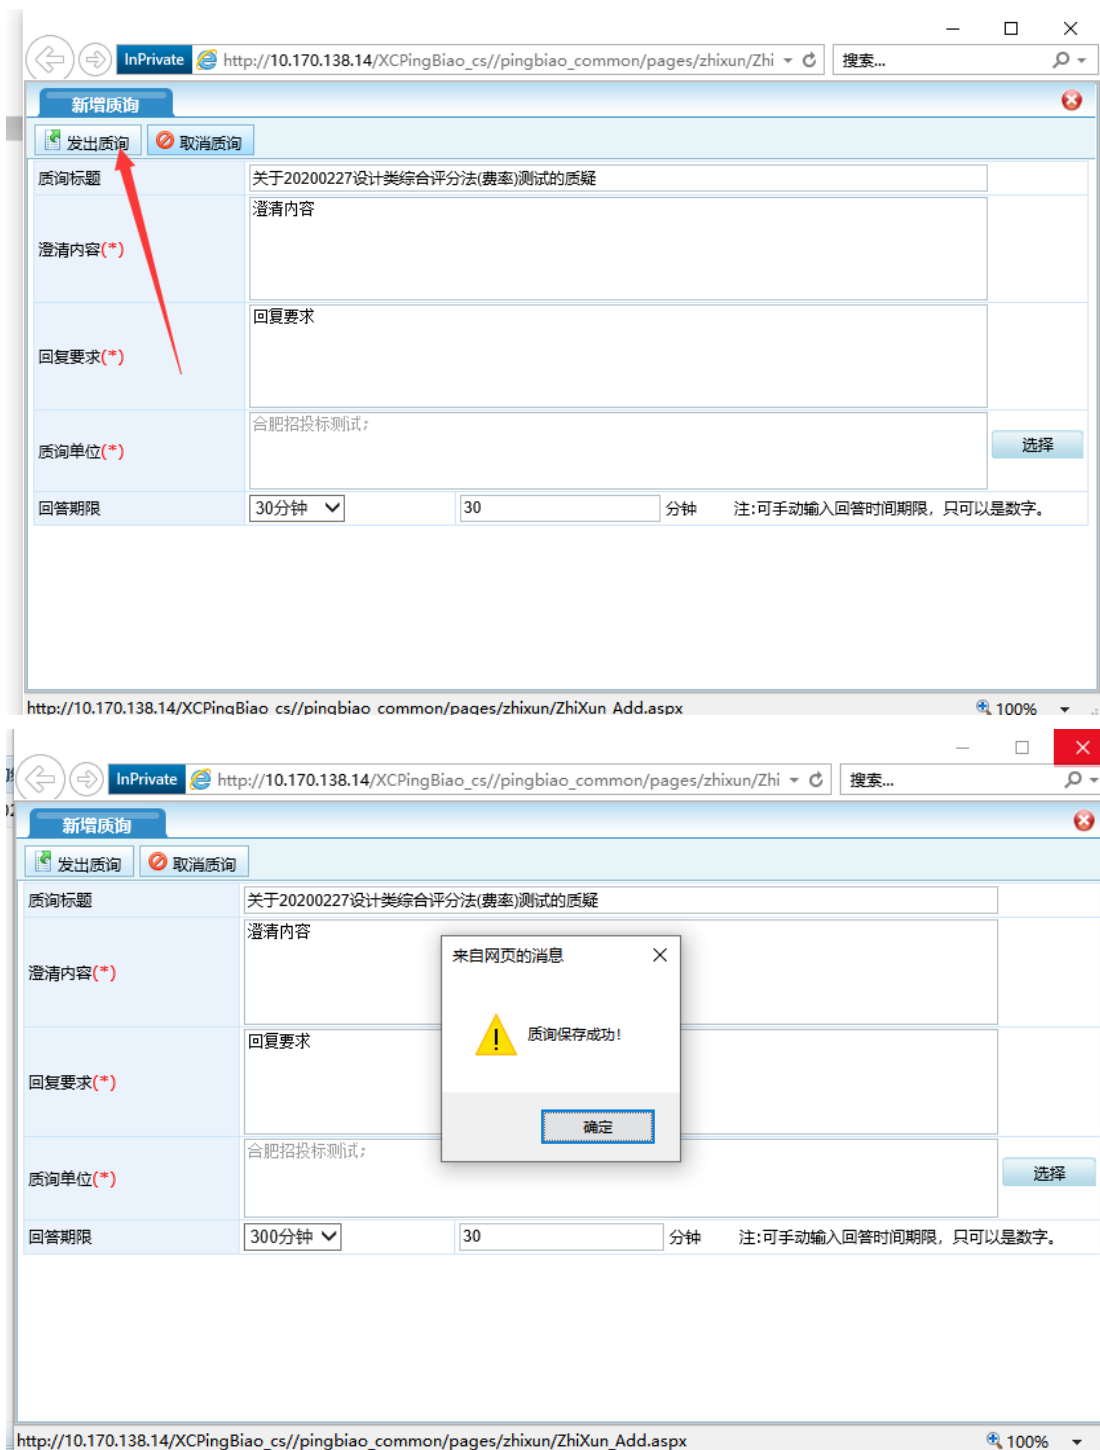 InPrivate http://10.170.138.14/XCPingBiao_cs//pingbiao_common/pages/zhixun/Zhi 搜索...
新增质询
发出质询 取消质询
质询标题 关于20200227设计类综合评分法(费率)测试的质疑
澄清内容
澄清内容(*)
回复要求
回复要求(*)
合肥招投标测试;
质询单位(*) 选择
回答期限 30分钟 30 分钟 注:可手动输入回答时间期限，只可以是数字。
http://10.170.138.14/XCPingBiao_cs//pingbiao_common/pages/zhixun/ZhiXun_Add.aspx 100%
InPrivate http://10.170.138.14/XCPingBiao_cs//pingbiao_common/pages/zhixun/Zhi 搜索...
新增质询
发出质询 取消质询
质询标题 关于20200227设计类综合评分法(费率)测试的质疑
澄清内容
来自网页的消息
澄清内容(*)
质询保存成功!
回复要求
回复要求(*)
确定
合肥招投标测试;
质询单位(*) 选择
回答期限 300分钟 30 分钟 注:可手动输入回答时间期限，只可以是数字。
http://10.170.138.14/XCPingBiao_cs//pingbiao_common/pages/zhixun/ZhiXun_Add.aspx 100%